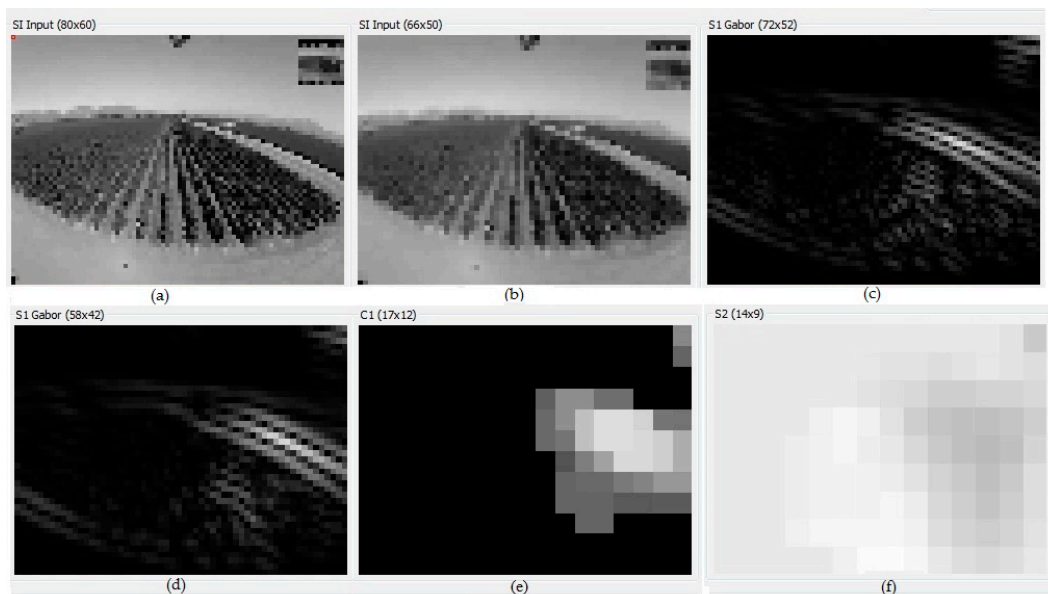 SI Input (80x60)
SI Input (66x50)
S1 Gabor (72x52)
(a)
(b)
(c)
S1 Gabor (58x42)
C1 (17x12)
S2 (14x9)
(d)
(e)
(f)